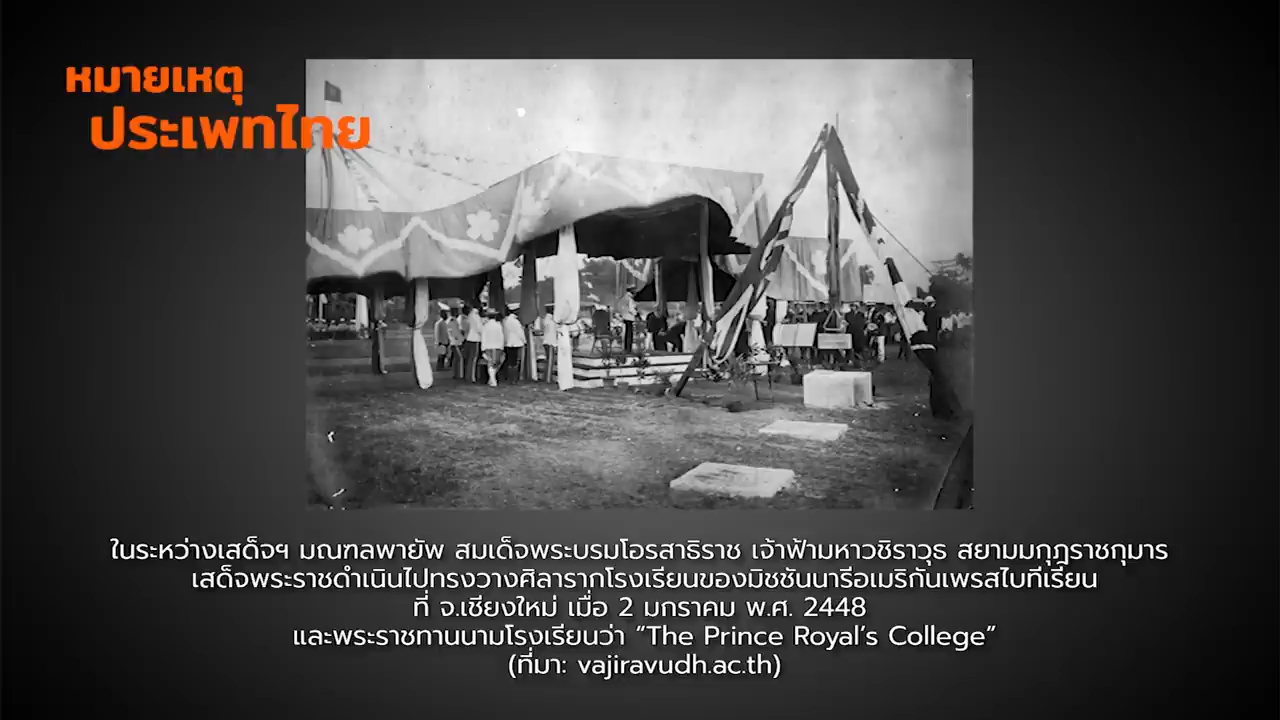 หมายเหตุ
ประเพทไทย
ในระหว่างเสด็จฯ มณฑลพายัพ สมเด็จพระบรมโอรสาธิราช เจ้าฟ้ามหาวชิราวุธ สยามมกุฎราชกุมาร
เสด็จพระราชดำเนินไปทรงวางศิลารากโรงเรียนของมิชชันนารีอเมริกันเพรสไบทีเรียน
ที่ จ.เชียงใหม่ เมื่อ 2 มกราคม พ.ศ. 2448
และพระราชทานนามโรงเรียนว่า “The Prince Royal’s College”
(ที่มา: vajiravudh.ac.th)